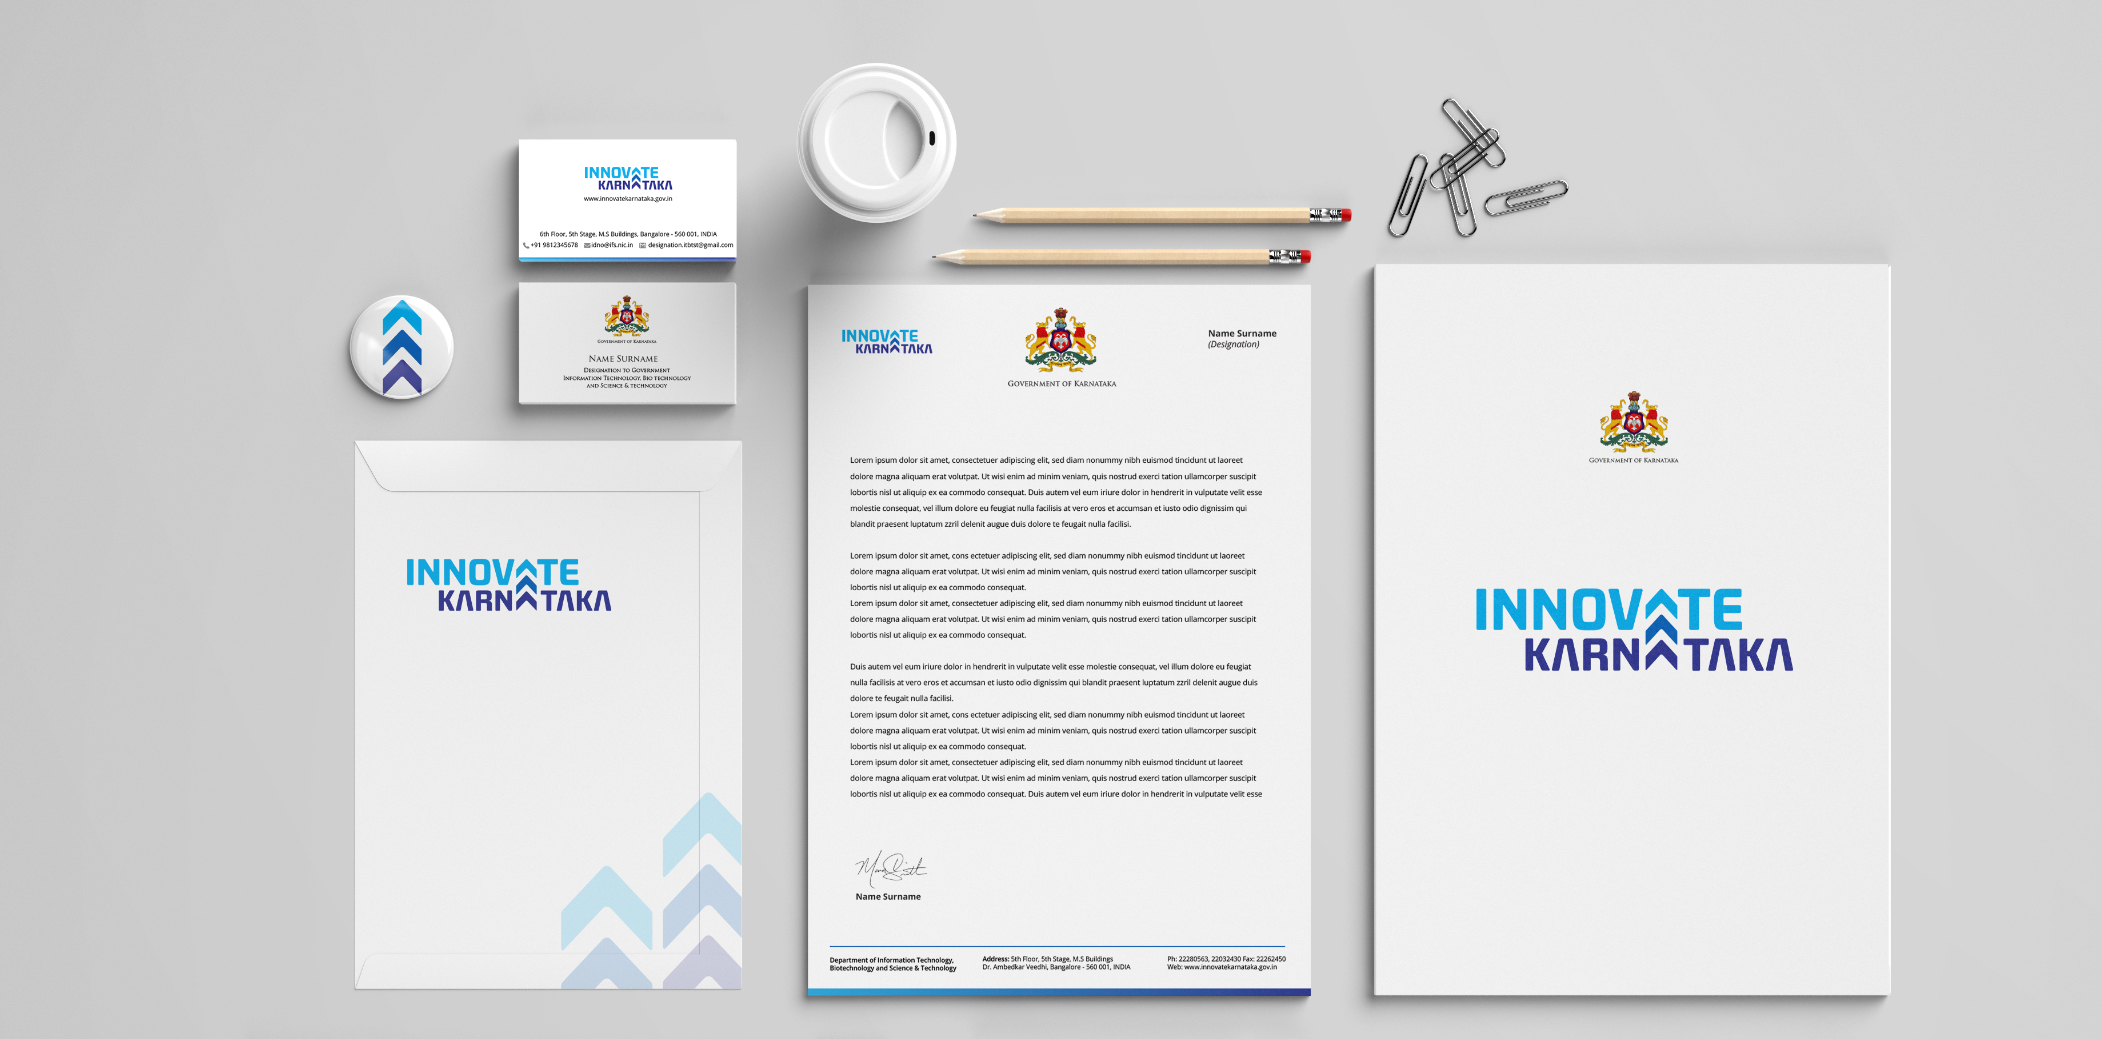 INNOVATE
KARNATAKA
www.innovatekarnataka.gov.in
6th Floor, 5th Stage, M.S Buildings, Bangalore - 560 001, INDIA
+91 9812345678 idno@ifs.nic.in designation.itbtst@gmail.com
GOVERNMENT OF KARNATAKA
NAME SURNAME
DESIGNATION TO GOVERNMENT
INFORMATION TECHNOLOGY, BIO TECHNOLOGY
AND SCIENCE & TECHNOLOGY
INNOVATE
KARNATAKA
INNOVATE
KARNATAKA
GOVERNMENT OF KARNATAKA
Name Surname
(Designation)
Lorem ipsum dolor sit amet, consectetuer adipiscing elit, sed diam nonummy nibh euismod tincidunt ut laoreet
dolore magna aliquam erat volutpat. Ut wisi enim ad minim veniam, quis nostrud exerci tation ullamcorper suscipit
lobortis nisl ut aliquip ex ea commodo consequat. Duis autem vel eum iriure dolor in hendrerit in vulputate velit esse
molestie consequat, vel illum dolore eu feugiat nulla facilisis at vero eros et accumsan et iusto odio dignissim qui
blandit praesent luptatum zzril delenit augue duis dolore te feugait nulla facilisi.
Lorem ipsum dolor sit amet, cons ectetuer adipiscing elit, sed diam nonummy nibh euismod tincidunt ut laoreet
dolore magna aliquam erat volutpat. Ut wisi enim ad minim veniam, quis nostrud exerci tation ullamcorper suscipit
lobortis nisl ut aliquip ex ea commodo consequat.
Lorem ipsum dolor sit amet, consectetuer adipiscing elit, sed diam nonummy nibh euismod tincidunt ut laoreet
dolore magna aliquam erat volutpat. Ut wisi enim ad minim veniam, quis nostrud exerci tation ullamcorper suscipit
lobortis nisl ut aliquip ex ea commodo consequat.
Duis autem vel eum iriure dolor in hendrerit in vulputate velit esse molestie consequat, vel illum dolore eu feugiat
nulla facilisis at vero eros et accumsan et iusto odio dignissim qui blandit praesent luptatum zzril delenit augue duis
dolore te feugait nulla facilisi.
Lorem ipsum dolor sit amet, cons ectetuer adipiscing elit, sed diam nonummy nibh euismod tincidunt ut laoreet
dolore magna aliquam erat volutpat. Ut wisi enim ad minim veniam, quis nostrud exerci tation ullamcorper suscipit
lobortis nisl ut aliquip ex ea commodo consequat.
Lorem ipsum dolor sit amet, consectetuer adipiscing elit, sed diam nonummy nibh euismod tincidunt ut laoreet
dolore magna aliquam erat volutpat. Ut wisi enim ad minim veniam, quis nostrud exerci tation ullamcorper suscipit
lobortis nisl ut aliquip ex ea commodo consequat. Duis autem vel eum iriure dolor in hendrerit in vulputate velit esse
Name Surname
Department of Information Technology,
Biotechnology and Science & Technology
Address: 5th Floor, 5th Stage, M.S Buildings
Dr. Ambedkar Veedhi, Bangalore - 560 001, INDIA
Ph: 22280563, 22032430 Fax: 22262450
Web: www.innovatekarnataka.gov.in
GOVERNMENT OF KARNATAKA
INNOVATE
KARNATAKA